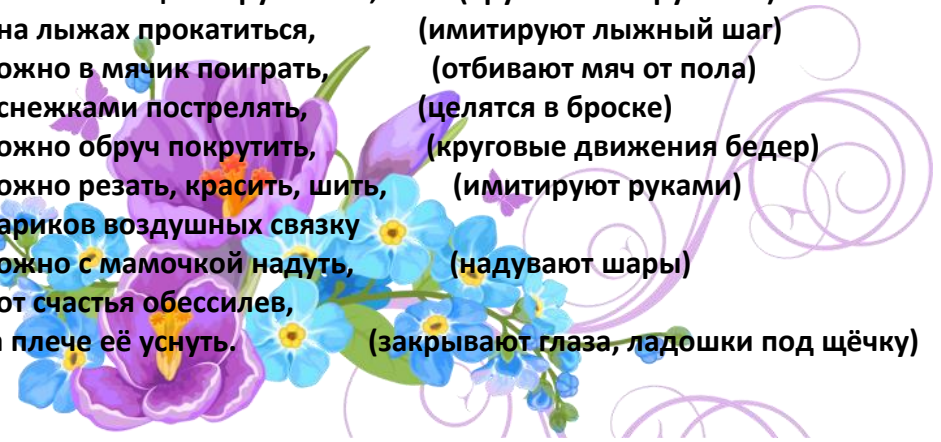 на лыжах прокатиться, (имитируют лыжный шаг)
ожно в мячик поиграть, (отбивают мяч от пола)
снежками пострелять, (целятся в броске)
ожно обруч покрутить, (круговые движения бедер)
ожно резать, красить, шить, (имитируют руками)
ариков воздушных связку
ожно с мамочкой надуть, (надувают шары)
от счастья обессилев,
плече её уснуть. (закрывают глаза, ладошки под щёчку)